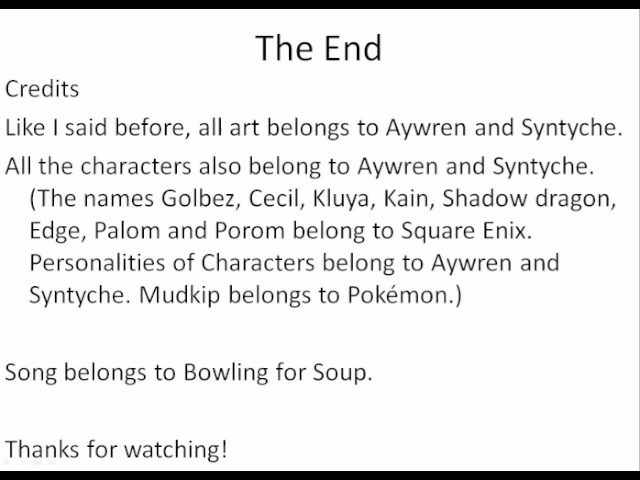 The End
Credits
Like I said before, all art belongs to Aywren and Syntyche.
All the characters also belong to Aywren and Syntyche.
(The names Golbez, Cecil, Kluya, Kain, Shadow dragon,
Edge, Palom and Porom belong to Square Enix.
Personalities of Characters belong to Aywren and
Syntyche. Mudkip belongs to Pokémon.)
Song belongs to Bowling for Soup.
Thanks for watching!